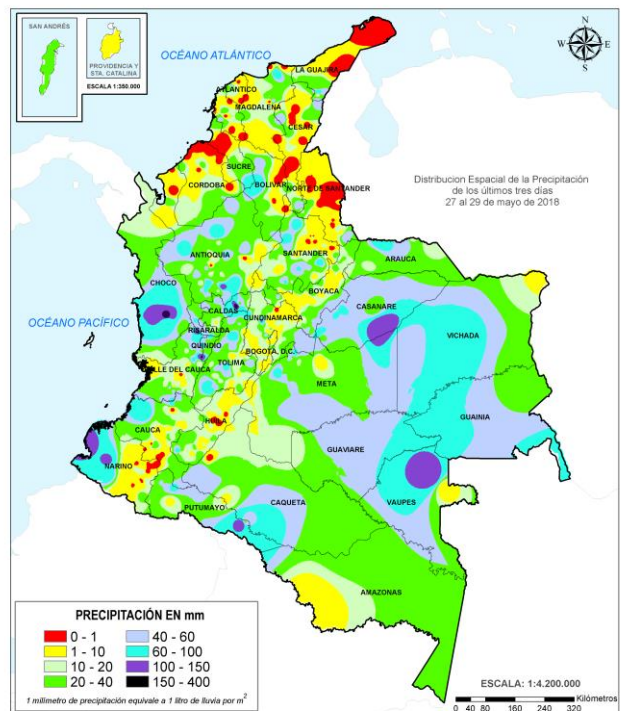 SAN ANDRÉS
PROVIDENCIA Y
STA. CATALINA
ESCALA 1:350.000
OCÉANO ATLÁNTICO
N
W
E
S
LA GUAJIRA
ATLANTICO
MAGDALENA
CESAR
SUCRE
CORDOBA
BOLIVAR
NORTE DE SANTANDER
Distribucion Espacial de la Precipitación
de los últimos tres días
27 al 29 de mayo de 2018
ANTIOQUIA
SANTANDER
ARAUCA
CHOCO
BOYACA
CASANARE
CALDAS
CUNDINAMARCA
VICHADA
OCÉANO PACÍFICO
RISARALDA
QUINDIO
BOGOTA, D.C.
TOLIMA
VALLE DEL CAUCA
META
GUAINIA
CAUCA
HUILA
GUAVIARE
NARIÑO
VAUPES
CAQUETA
PUTUMAYO
AMAZONAS
PRECIPITACIÓN EN mm
0 - 1 40 - 60
1 - 10 60 - 100
10 - 20 100 - 150
20 - 40 150 - 400
1 milimetro de precipitación equivale a 1 litro de lluvia por m2
ESCALA: 1:4.200.000
Kilómetros
0 40 80 160 240 320